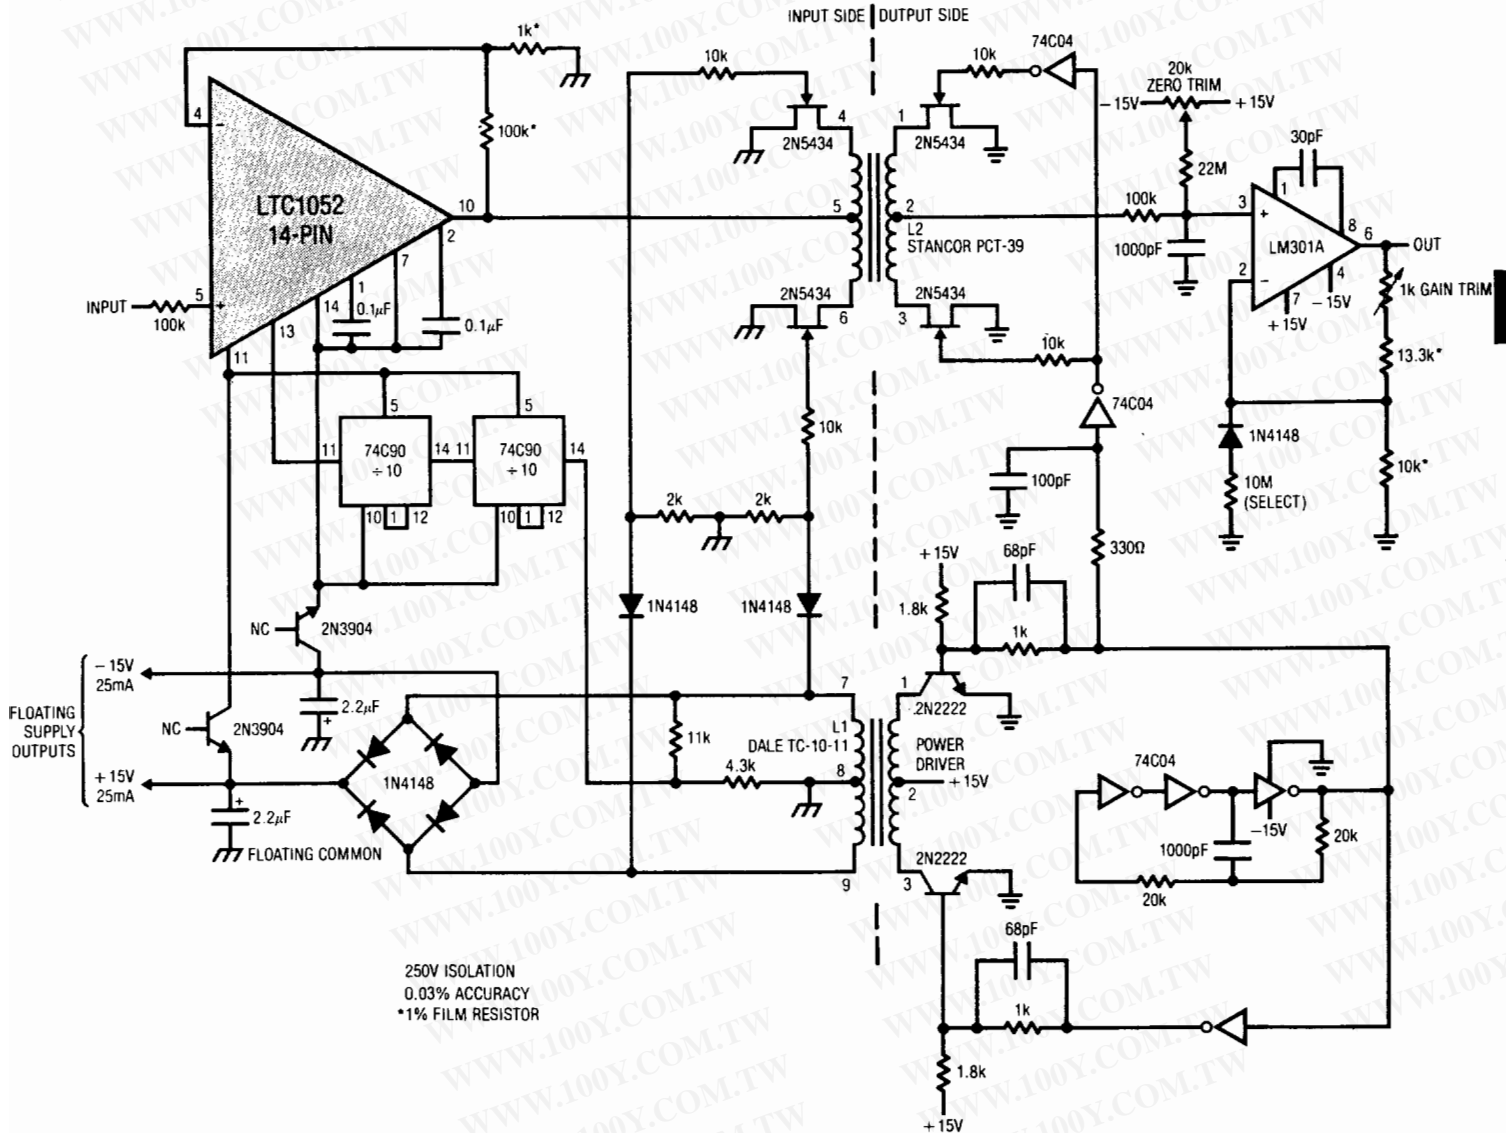 INPUT SIDE
OUTPUT SIDE
1k*
4
−
100k*
LTC1052
14-PIN
10
2
7
1
14
13
11
INPUT
100k
5
+
0.1μF
0.1μF
5
5
11
74C90
÷10
14
11
74C90
÷10
14
10
1
12
10
1
12
NC
2N3904
−15V
25mA
FLOATING
SUPPLY
OUTPUTS
NC
2N3904
+15V
25mA
+
2.2μF
+
2.2μF
FLOATING COMMON
1N4148
10k
4
2N5434
5
2N5434
6
10k
2k
2k
1N4148
1N4148
11k
4.3k
7
L1
DALE TC-10-11
8
9
10k
74C04
1
2N5434
2
L2
STANCOR PCT-39
2N5434
3
10k
74C04
100pF
330Ω
20k
ZERO TRIM
−15V
+15V
22M
100k
1000pF
30pF
3
+
1
8
6
LM301A
2
−
4
−15V
7
+15V
OUT
1k GAIN TRIM
13.3k*
10k*
1N4148
10M
(SELECT)
+15V
1.8k
68pF
1k
1
2N2222
POWER
DRIVER
2
+15V
2N2222
3
68pF
1k
1.8k
+15V
74C04
−15V
1000pF
20k
20k
250V ISOLATION
0.03% ACCURACY
*1% FILM RESISTOR
WWW.100Y.COM.TW